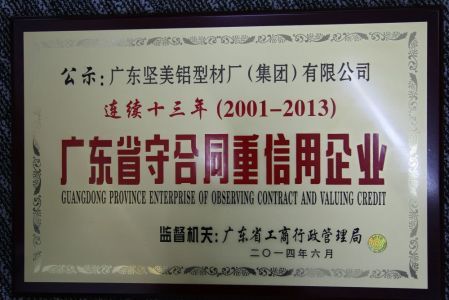 公示：广东坚美铝型材厂（集团）有限公司
连续十三年（2001-2013）
广东省守合同重信用企业
GUANGDONG PROVINCE ENTERPRISE OF OBSERVING CONTRACT AND VALUING CREDIT
监督机关：广东省工商行政管理局
二〇一四年六月